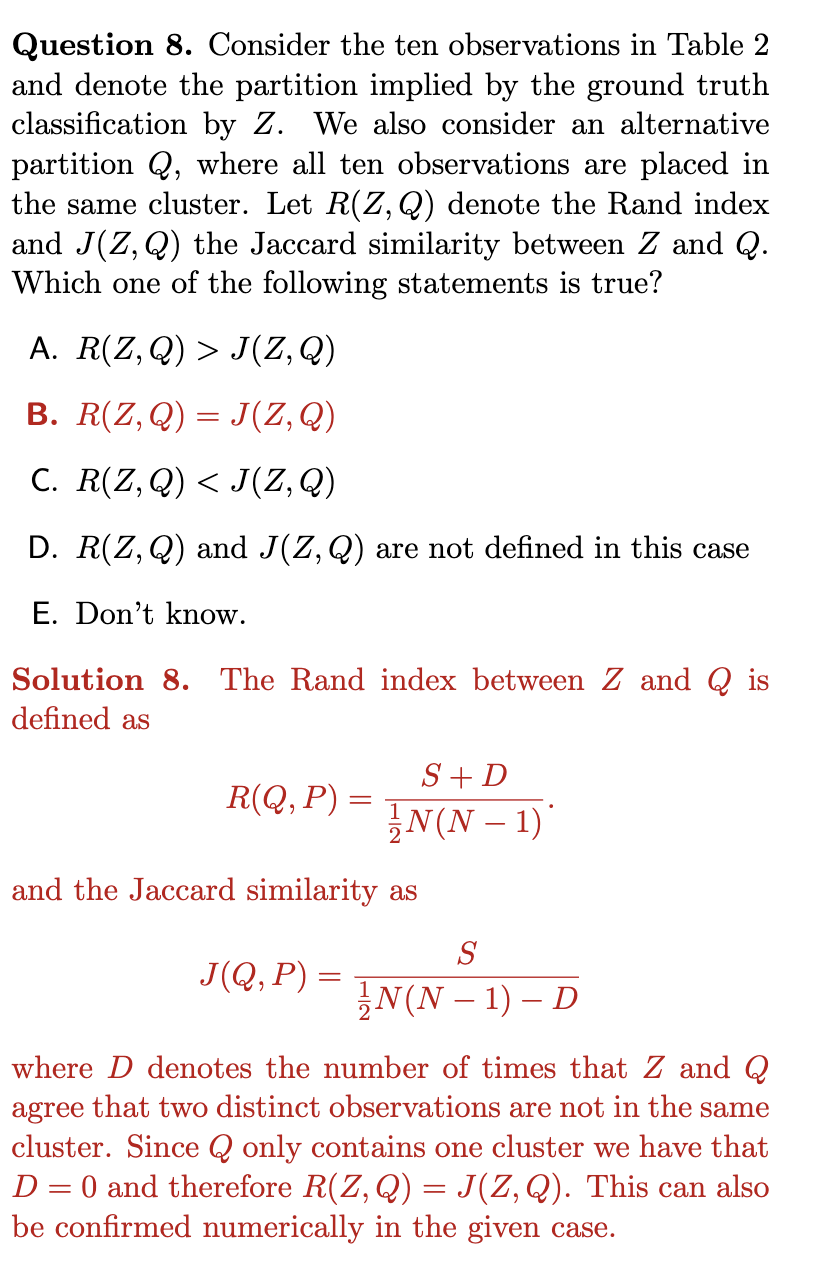 Question 8. Consider the ten observations in Table 2
and denote the partition implied by the ground truth
classification by Z. We also consider an alternative
partition Q, where all ten observations are placed in
the same cluster. Let R(Z, Q) denote the Rand index
and J(Z, Q) the Jaccard similarity between Z and Q.
Which one of the following statements is true?
A. R(Z, Q) > J(Z, Q)
B. R(Z, Q) = J(Z, Q)
C. R(Z, Q) < J(Z, Q)
D. R(Z, Q) and J(Z, Q) are not defined in this case
E. Don't know.
Solution 8. The Rand index between Z and Q is
defined as
R(Q, P) = \frac{S + D}{\frac{1}{2}N(N − 1)}.
and the Jaccard similarity as
J(Q, P) = \frac{S}{\frac{1}{2}N(N − 1) − D}
where D denotes the number of times that Z and Q
agree that two distinct observations are not in the same
cluster. Since Q only contains one cluster we have that
D = 0 and therefore R(Z, Q) = J(Z, Q). This can also
be confirmed numerically in the given case.